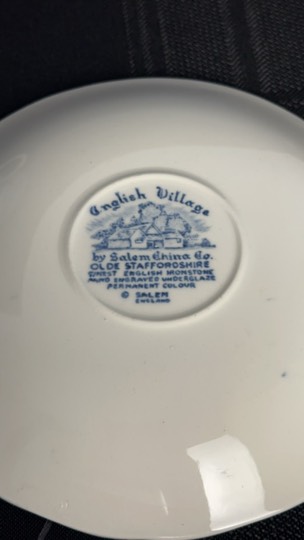 English Village
by Salem China Co.
OLDE STAFFORDSHIRE
FINEST ENGLISH IRONSTONE
HAND ENGRAVED UNDERGLAZE
PERMANENT COLOUR
© SALEM
ENGLAND